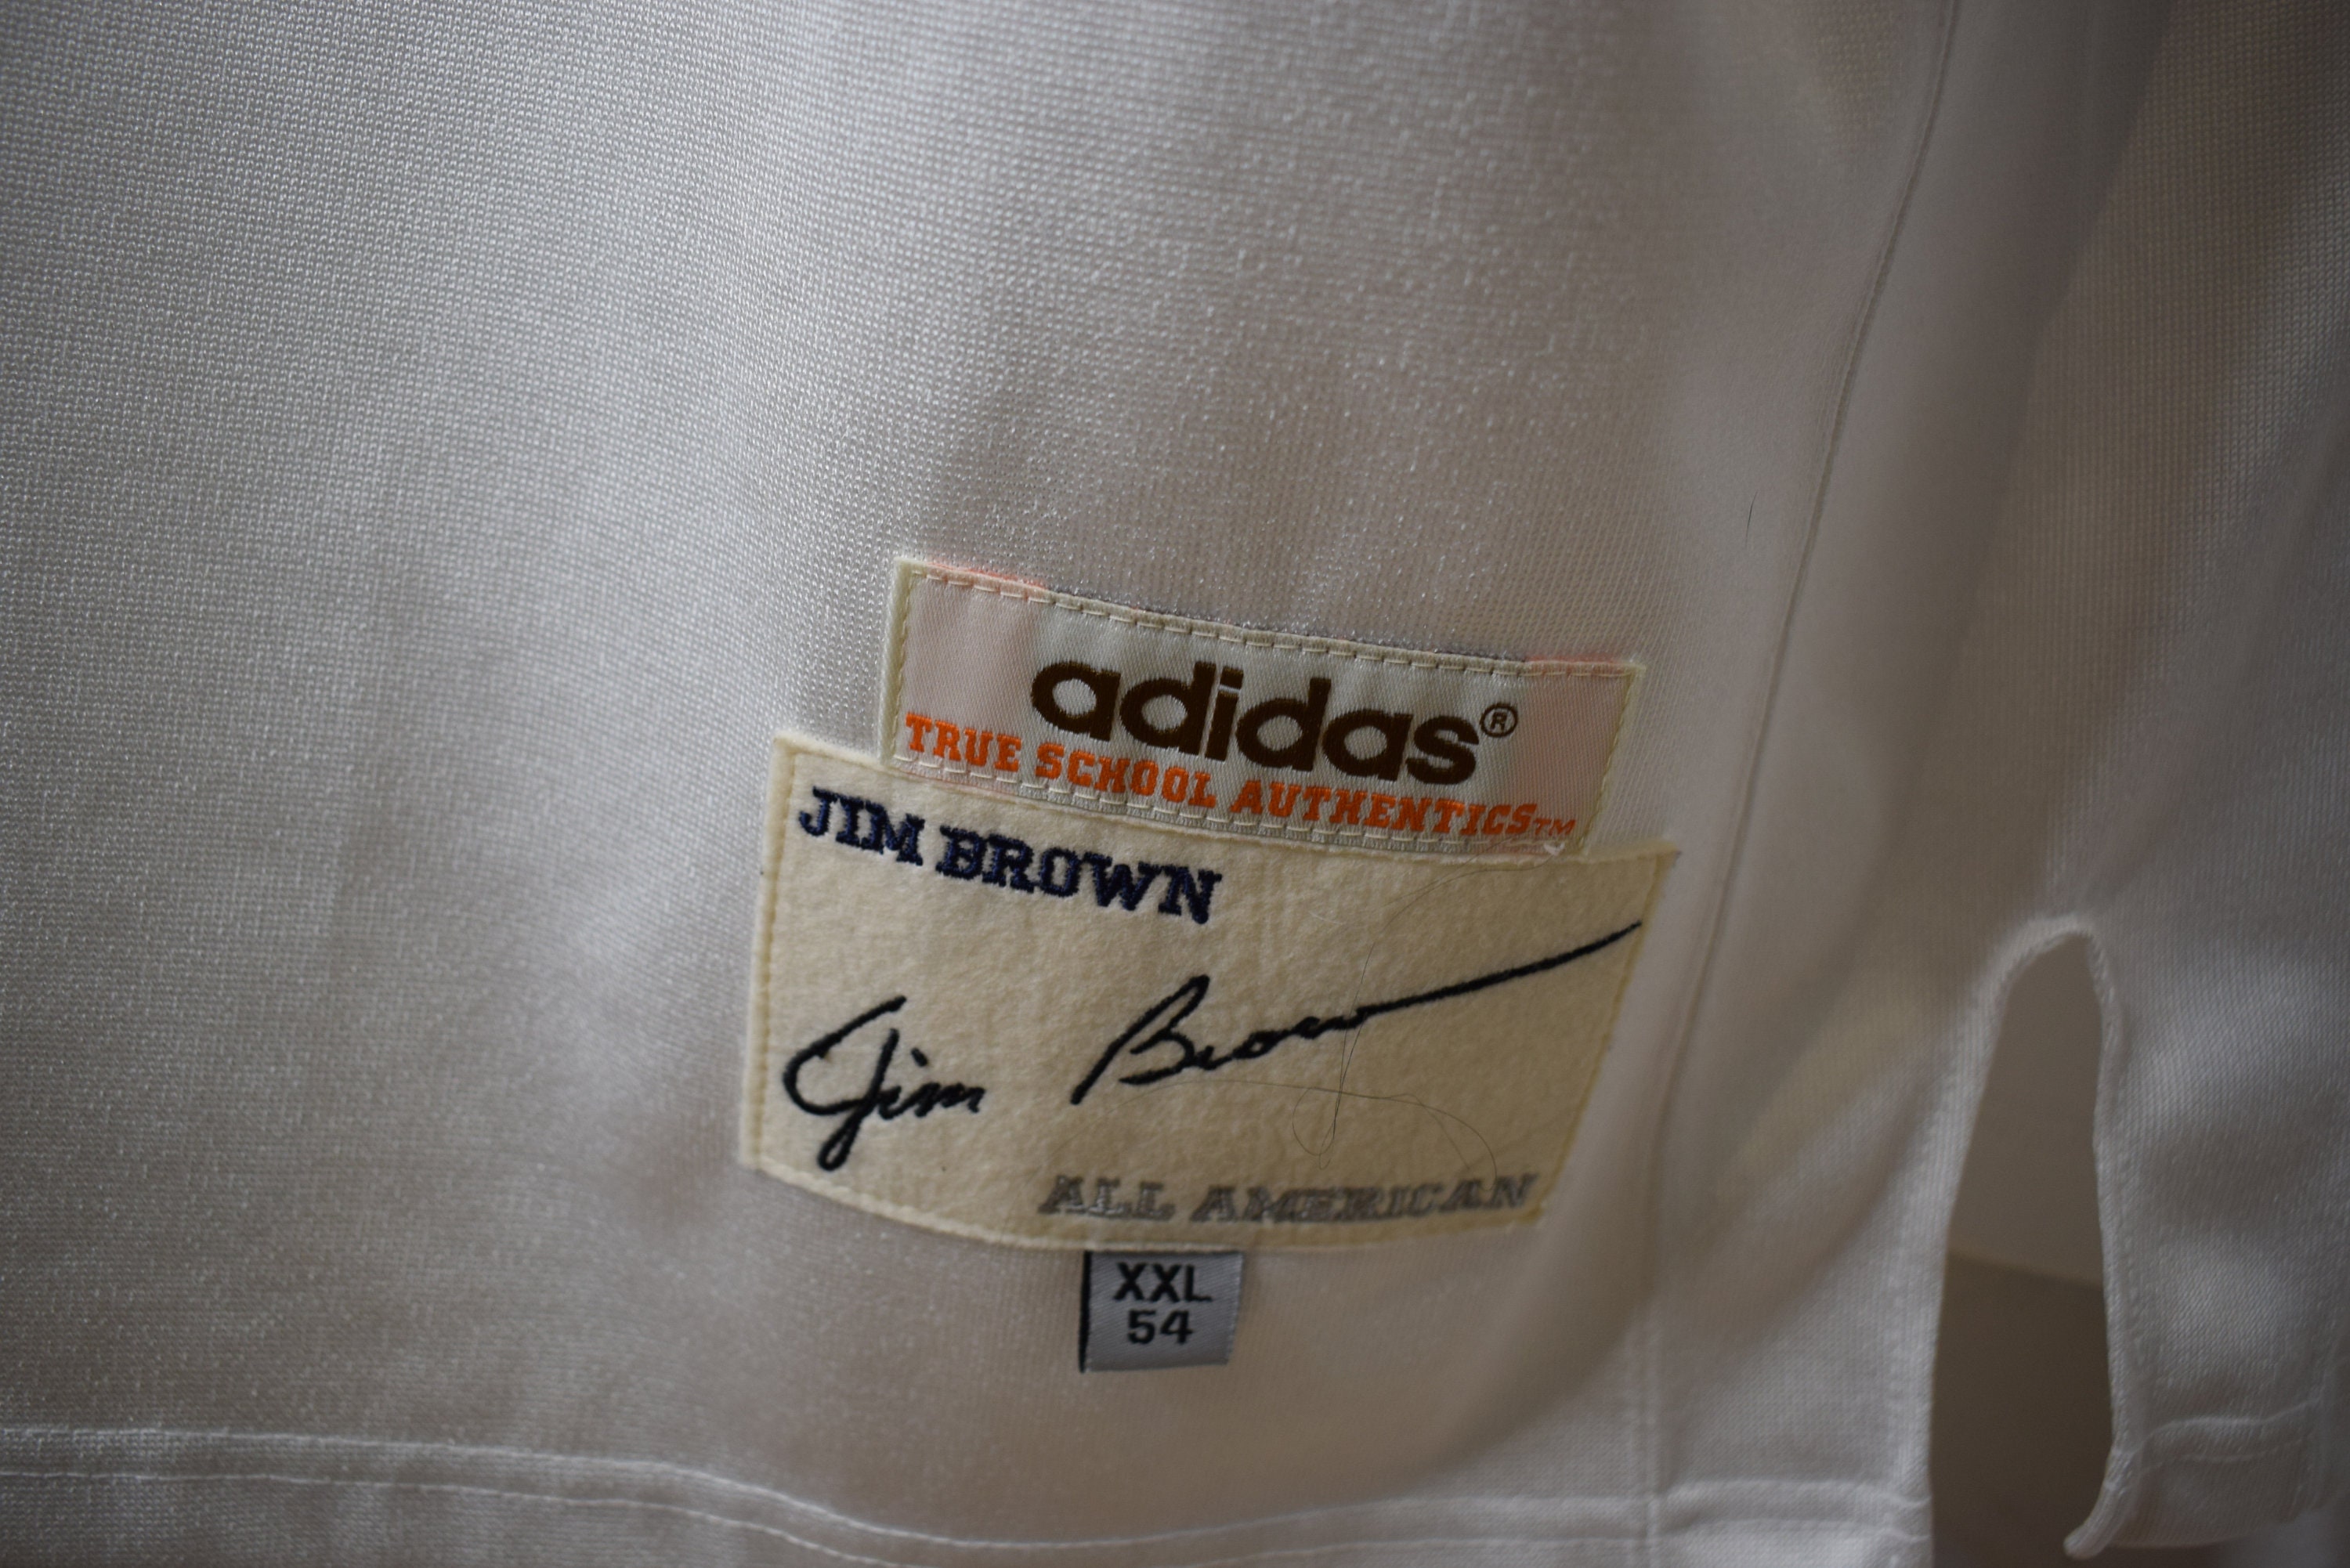 adidas®
TRUE SCHOOL AUTHENTICS™
JIM BROWN
Jim Brown
ALL AMERICAN
XXL
54